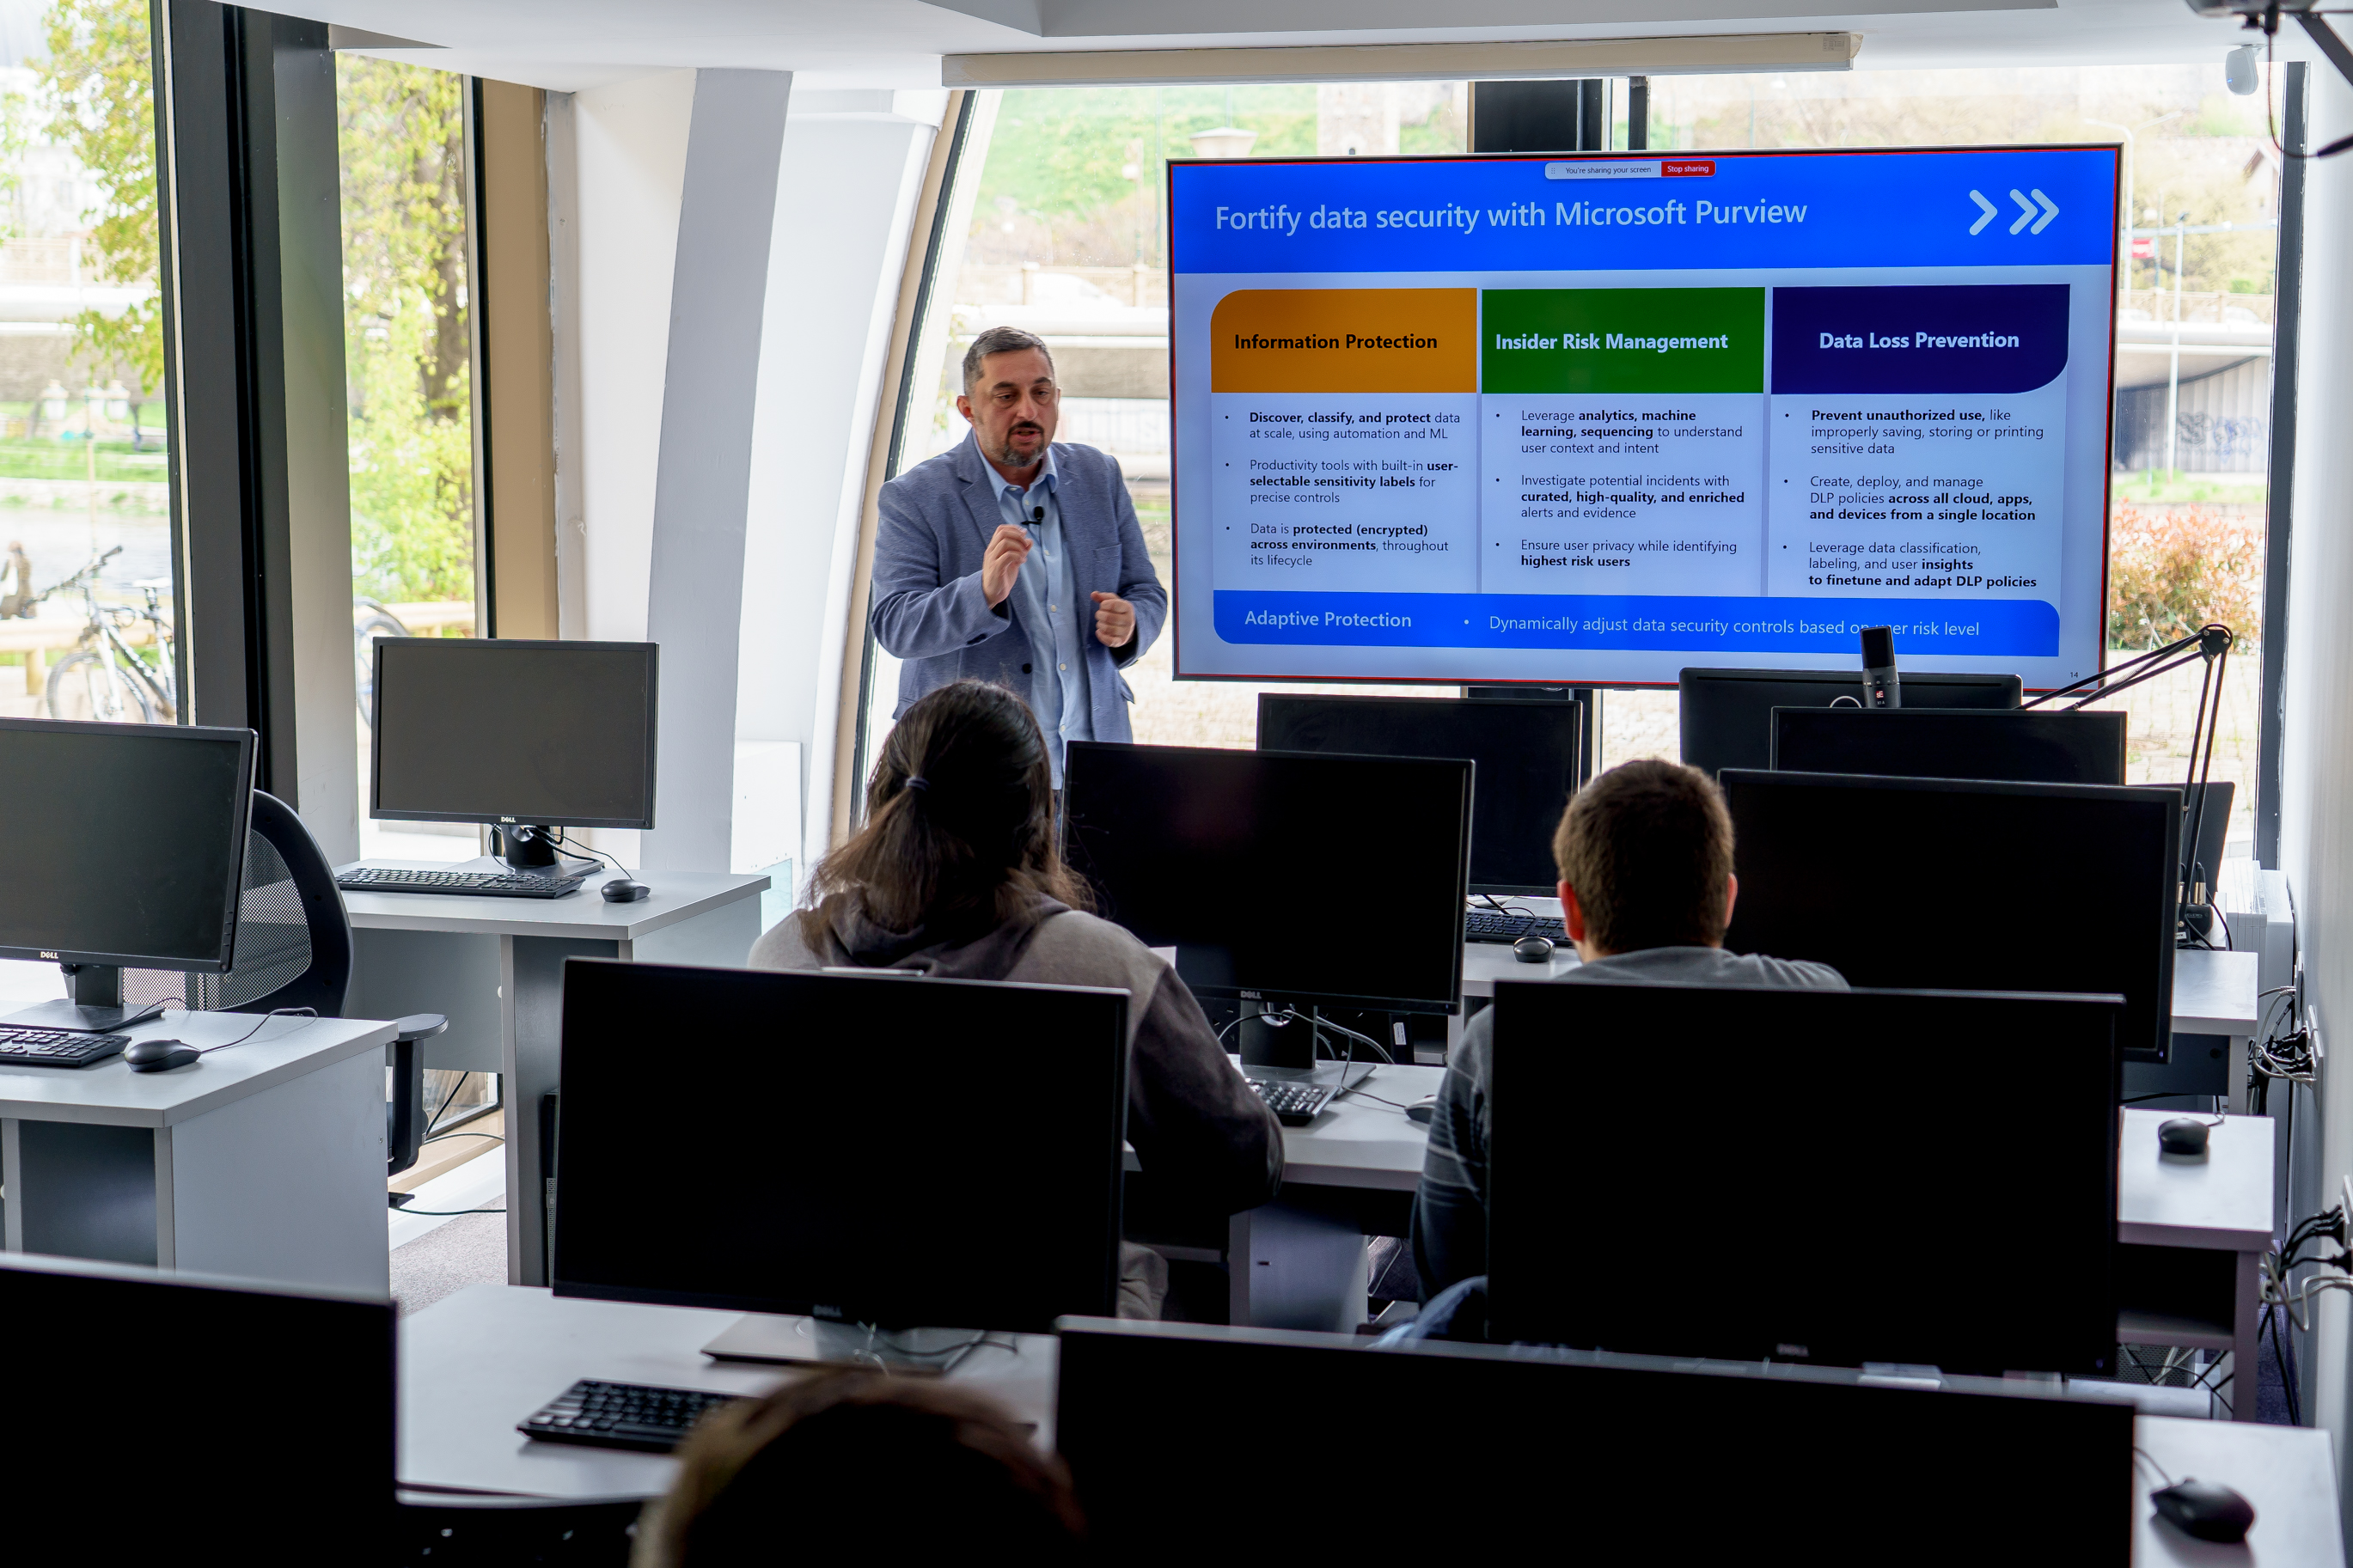 You're sharing your screen Stop sharing
Fortify data security with Microsoft Purview
Information Protection
Discover, classify, and protect data
at scale, using automation and ML
Productivity tools with built-in user-
selectable sensitivity labels for
precise controls
Data is protected (encrypted)
across environments, throughout
its lifecycle
Insider Risk Management
Leverage analytics, machine
learning, sequencing to understand
user context and intent
Investigate potential incidents with
curated, high-quality, and enriched
alerts and evidence
Ensure user privacy while identifying
highest risk users
Data Loss Prevention
Prevent unauthorized use, like
improperly saving, storing or printing
sensitive data
Create, deploy, and manage
DLP policies across all cloud, apps,
and devices from a single location
Leverage data classification,
labeling, and user insights
to finetune and adapt DLP policies
Adaptive Protection
Dynamically adjust data security controls based on user risk level
14
DELL
DELL
DELL
DELL
DELL